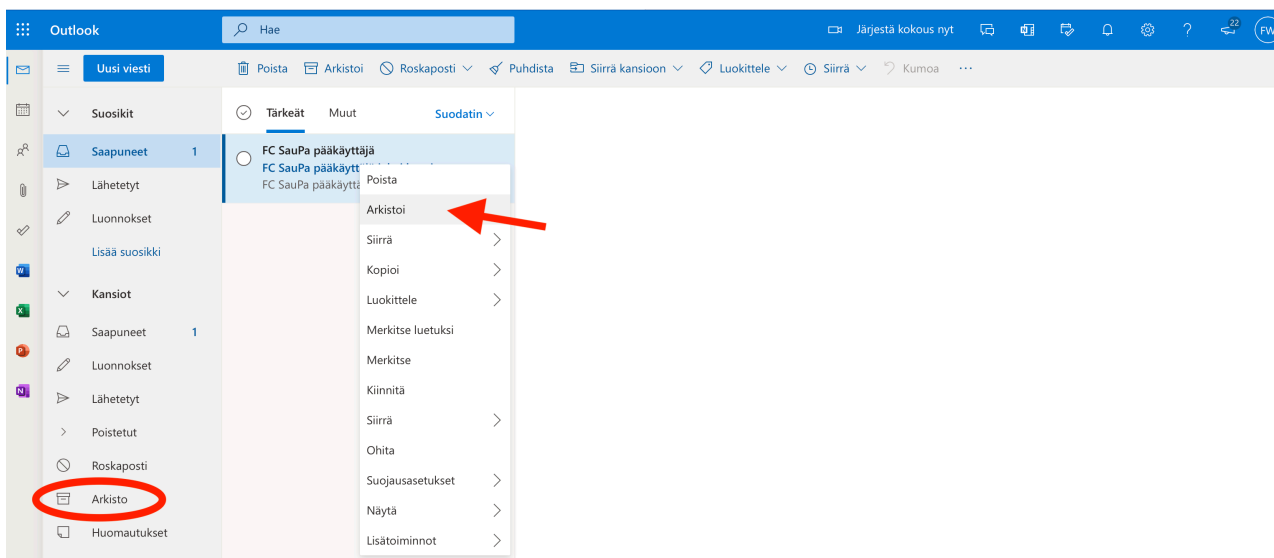 Outlook
Hae
Järjestä kokous nyt
22
FW
Uusi viesti
Poista
Arkistoi
Roskaposti
Puhdista
Siirrä kansioon
Luokittele
Siirrä
Kumoa
Suosikit
Saapuneet 1
Lähetetyt
Luonnokset
Lisää suosikki
Kansiot
Saapuneet 1
Luonnokset
Lähetetyt
Poistetut
Roskaposti
Arkisto
Huomautukset
Tärkeät
Muut
Suodatin
FC SauPa pääkäyttäjä
FC SauPa pääkäytt
FC SauPa pääkäyttä
Poista
Arkistoi
Siirrä
Kopioi
Luokittele
Merkitse luetuksi
Merkitse
Kiinnitä
Siirrä
Ohita
Suojausasetukset
Näytä
Lisätoiminnot